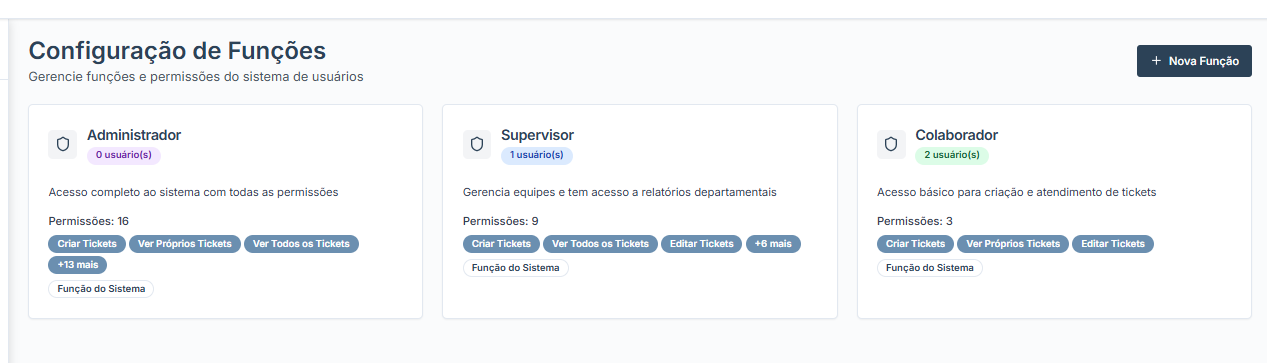 Configuração de Funções
Gerencie funções e permissões do sistema de usuários
+ Nova Função
Administrador
0 usuário(s)
Acesso completo ao sistema com todas as permissões
Permissões: 16
Criar Tickets Ver Próprios Tickets Ver Todos os Tickets
+13 mais
Função do Sistema
Supervisor
1 usuário(s)
Gerencia equipes e tem acesso a relatórios departamentais
Permissões: 9
Criar Tickets Ver Todos os Tickets Editar Tickets +6 mais
Função do Sistema
Colaborador
2 usuário(s)
Acesso básico para criação e atendimento de tickets
Permissões: 3
Criar Tickets Ver Próprios Tickets Editar Tickets
Função do Sistema